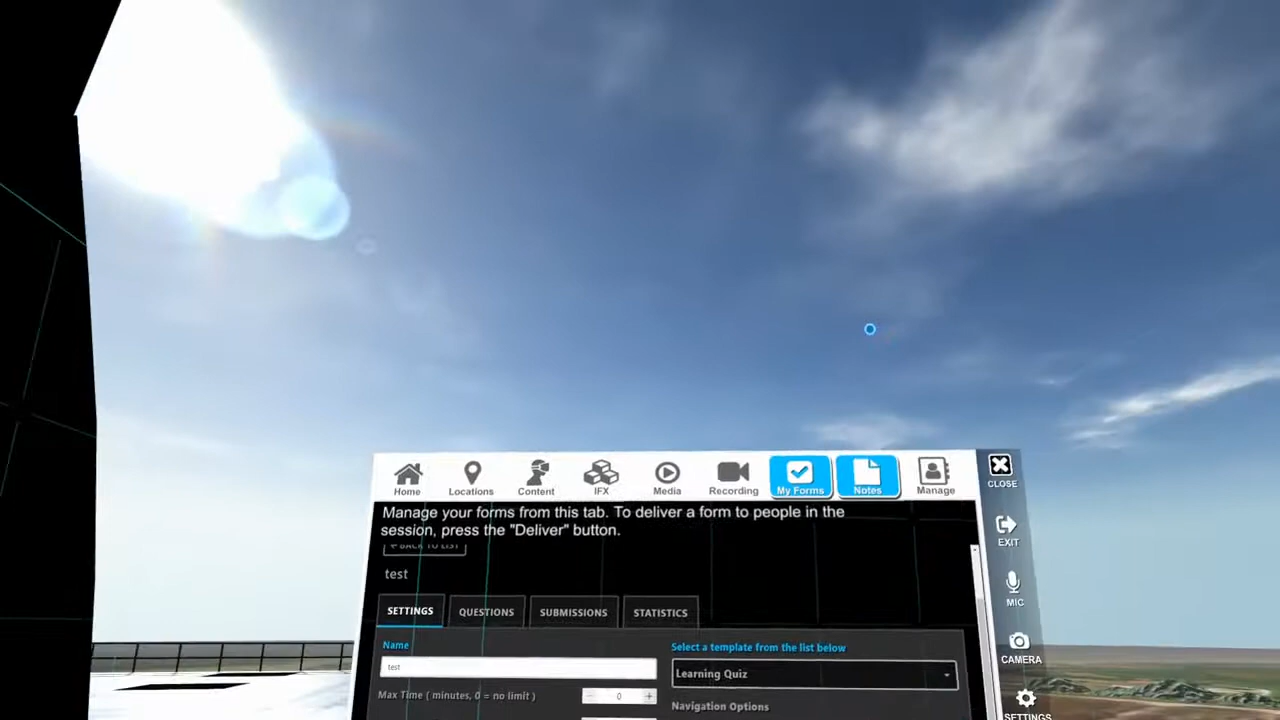 Home Locations Content IFX Media Recording My Forms Notes Manage
CLOSE
Manage your forms from this tab. To deliver a form to people in the
session, press the "Deliver" button.
EXIT
BACK TO LIST
test
MIC
SETTINGS QUESTIONS SUBMISSIONS STATISTICS
Name
Select a template from the list below
CAMERA
test
Learning Quiz
Max Time ( minutes, 0 = no limit ) - 0 +
Navigation Options
SETTINGS